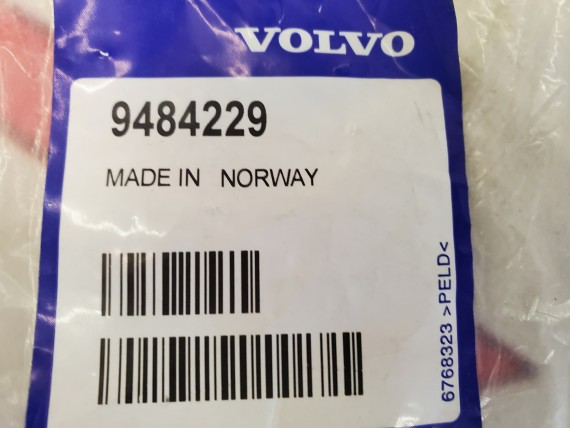 VOLVO
9484229
MADE IN NORWAY
6768323 >PELD<